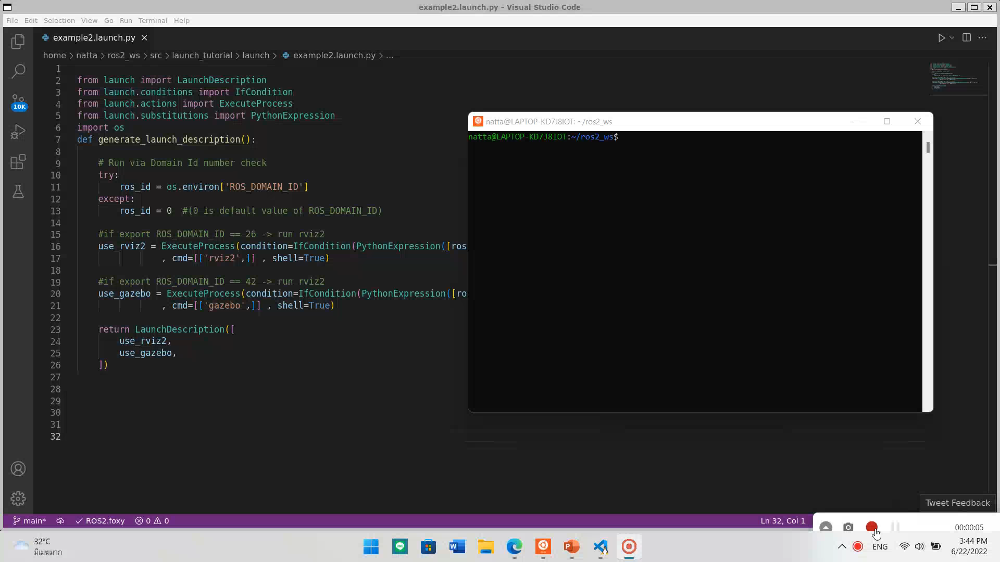 example2.launch.py - Visual Studio Code
File Edit Selection View Go Run Terminal Help
example2.launch.py
home > natta > ros2_ws > src > launch_tutorial > launch > example2.launch.py > ...
1
2 from launch import LaunchDescription
3 from launch.conditions import IfCondition
4 from launch.actions import ExecuteProcess
5 from launch.substitutions import PythonExpression
6 import os
7 def generate_launch_description():
8
9 # Run via Domain Id number check
10 try:
11 ros_id = os.environ['ROS_DOMAIN_ID']
12 except:
13 ros_id = 0 #(0 is default value of ROS_DOMAIN_ID)
14
15 #if export ROS_DOMAIN_ID == 26 -> run rviz2
16 use_rviz2 = ExecuteProcess(condition=IfCondition(PythonExpression([ros_
17 , cmd=[['rviz2',]] , shell=True)
18
19 #if export ROS_DOMAIN_ID == 42 -> run rviz2
20 use_gazebo = ExecuteProcess(condition=IfCondition(PythonExpression([ro
21 , cmd=[['gazebo',]] , shell=True)
22
23 return LaunchDescription([
24 use_rviz2,
25 use_gazebo,
26 ])
27
28
29
30
31
32
10K
natta@LAPTOP-KD7J8IOT: ~/ros2_ws
natta@LAPTOP-KD7J8IOT:~/ros2_ws$
Tweet Feedback
main* ROS2.foxy 0 0 Ln 32, Col 1
00:00:05
32°C
มีเมฆมาก
ENG
3:44 PM
6/22/2022